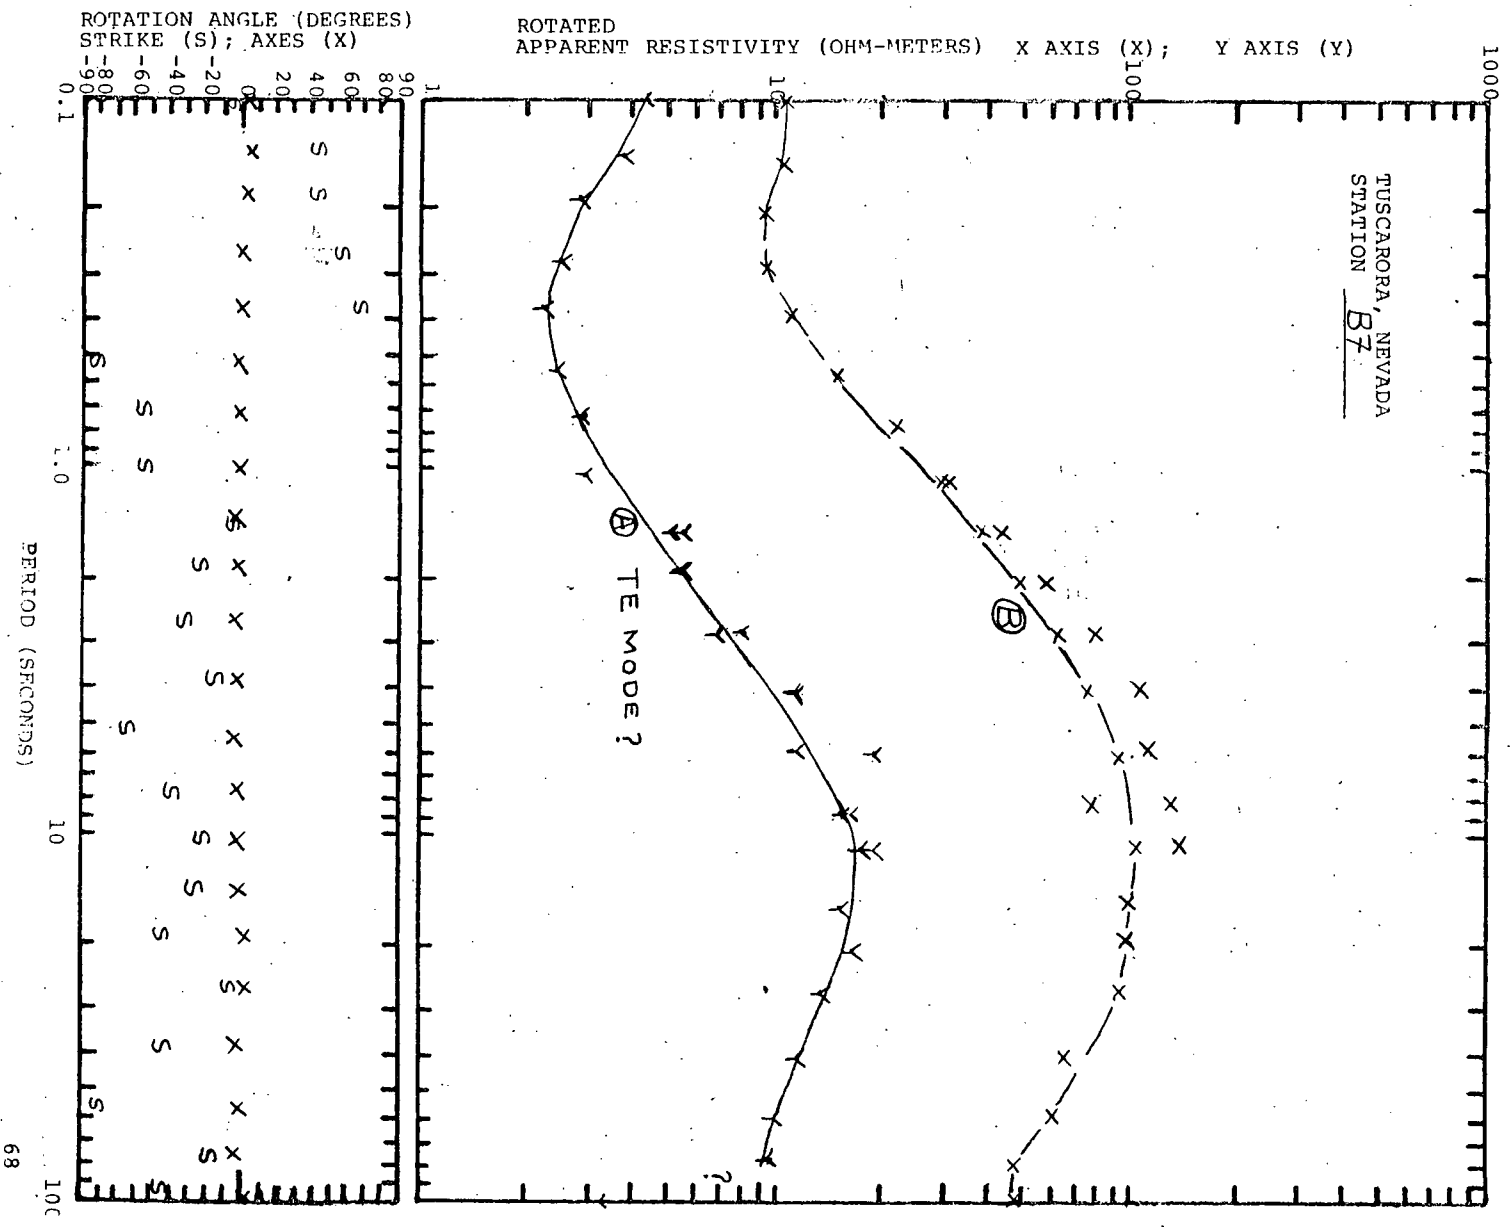 ROTATION ANGLE (DEGREES)
STRIKE (S); AXES (X)
-90 -80 -60 -40 -20 0 20 40 60 80 90
ROTATED
APPARENT RESISTIVITY (OHM-METERS) X AXIS (X); Y AXIS (Y)
1 10 100 1000
TUSCARORA, NEVADA
STATION B7
A TE MODE?
B
?
0.1 1.0 10 100
PERIOD (SECONDS)
68